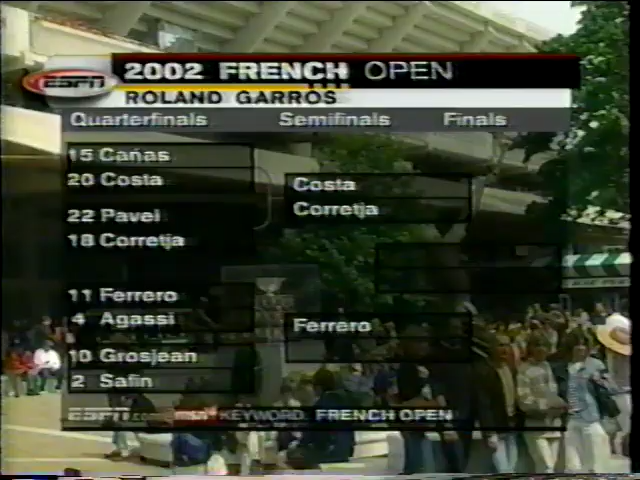 ESPN
2002 FRENCH OPEN
ROLAND GARROS
Quarterfinals Semifinals Finals
15 Cañas
20 Costa
Costa
22 Pavel
Corretja
18 Corretja
11 Ferrero
4 Agassi
Ferrero
10 Grosjean
2 Safin
ESPN.com KEYWORD: FRENCH OPEN